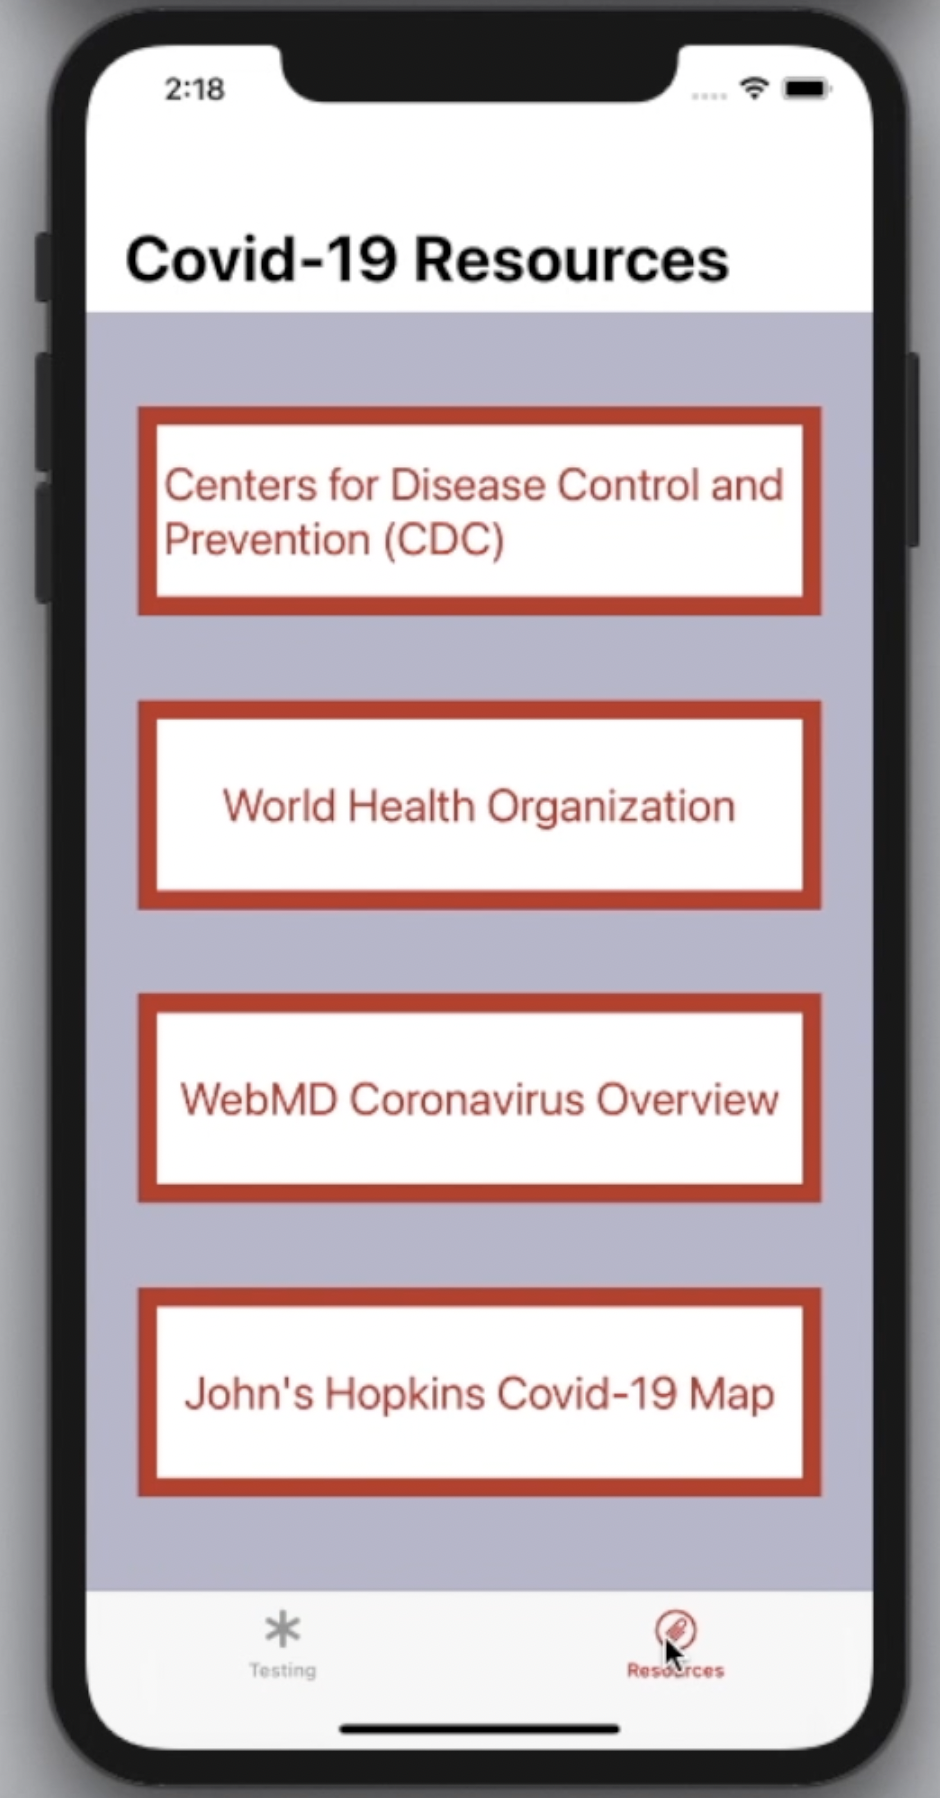 2:18
Covid-19 Resources
Centers for Disease Control and
Prevention (CDC)
World Health Organization
WebMD Coronavirus Overview
John's Hopkins Covid-19 Map
Testing
Resources